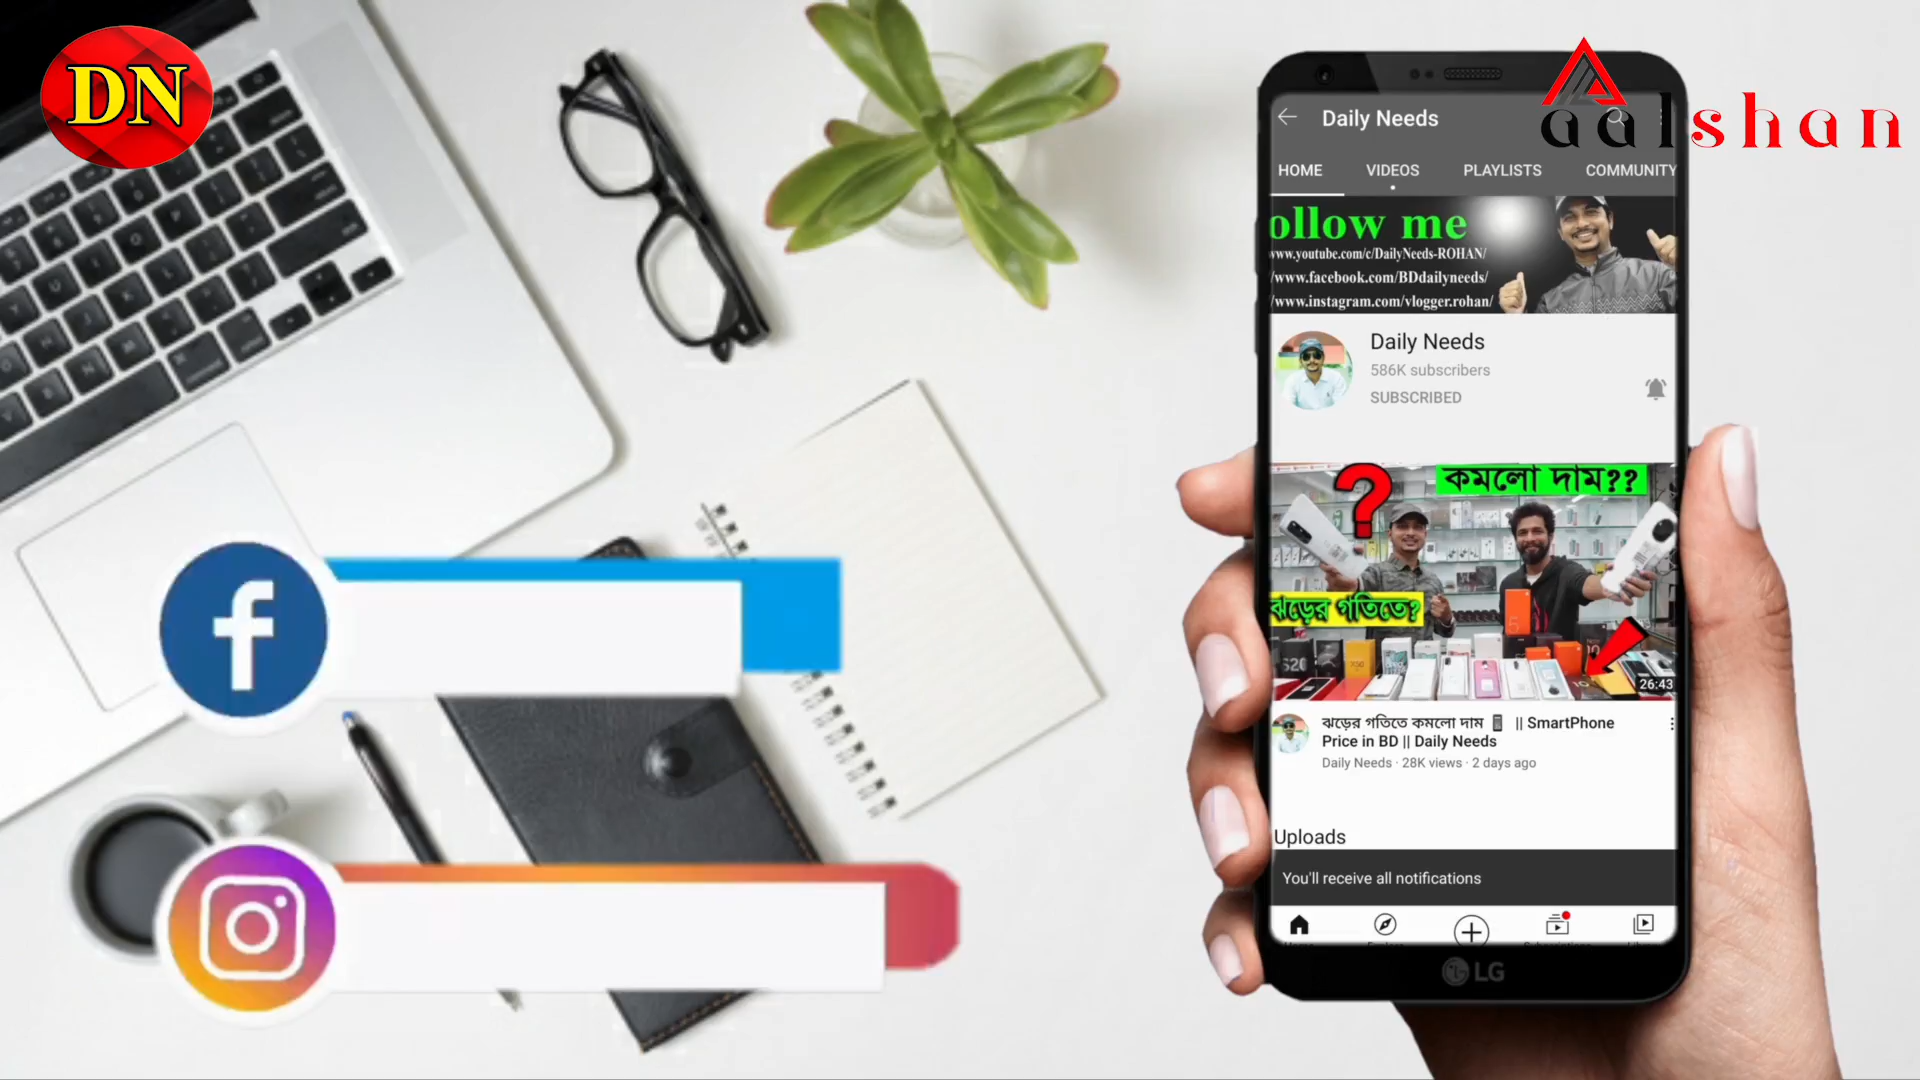 DN
aalshan
Daily Needs
HOME VIDEOS PLAYLISTS COMMUNITY
ollow me
www.youtube.com/c/DailyNeeds-ROHAN/
/www.facebook.com/BDdailyneeds/
/www.instagram.com/vlogger.rohan/
Daily Needs
586K subscribers
SUBSCRIBED
?
কমলো দাম??
ঝড়ের গতিতে?
S20
26:43
ঝড়ের গতিতে কমলো দাম 📱 || SmartPhone
Price in BD || Daily Needs
Daily Needs · 28K views · 2 days ago
Uploads
You'll receive all notifications
LG